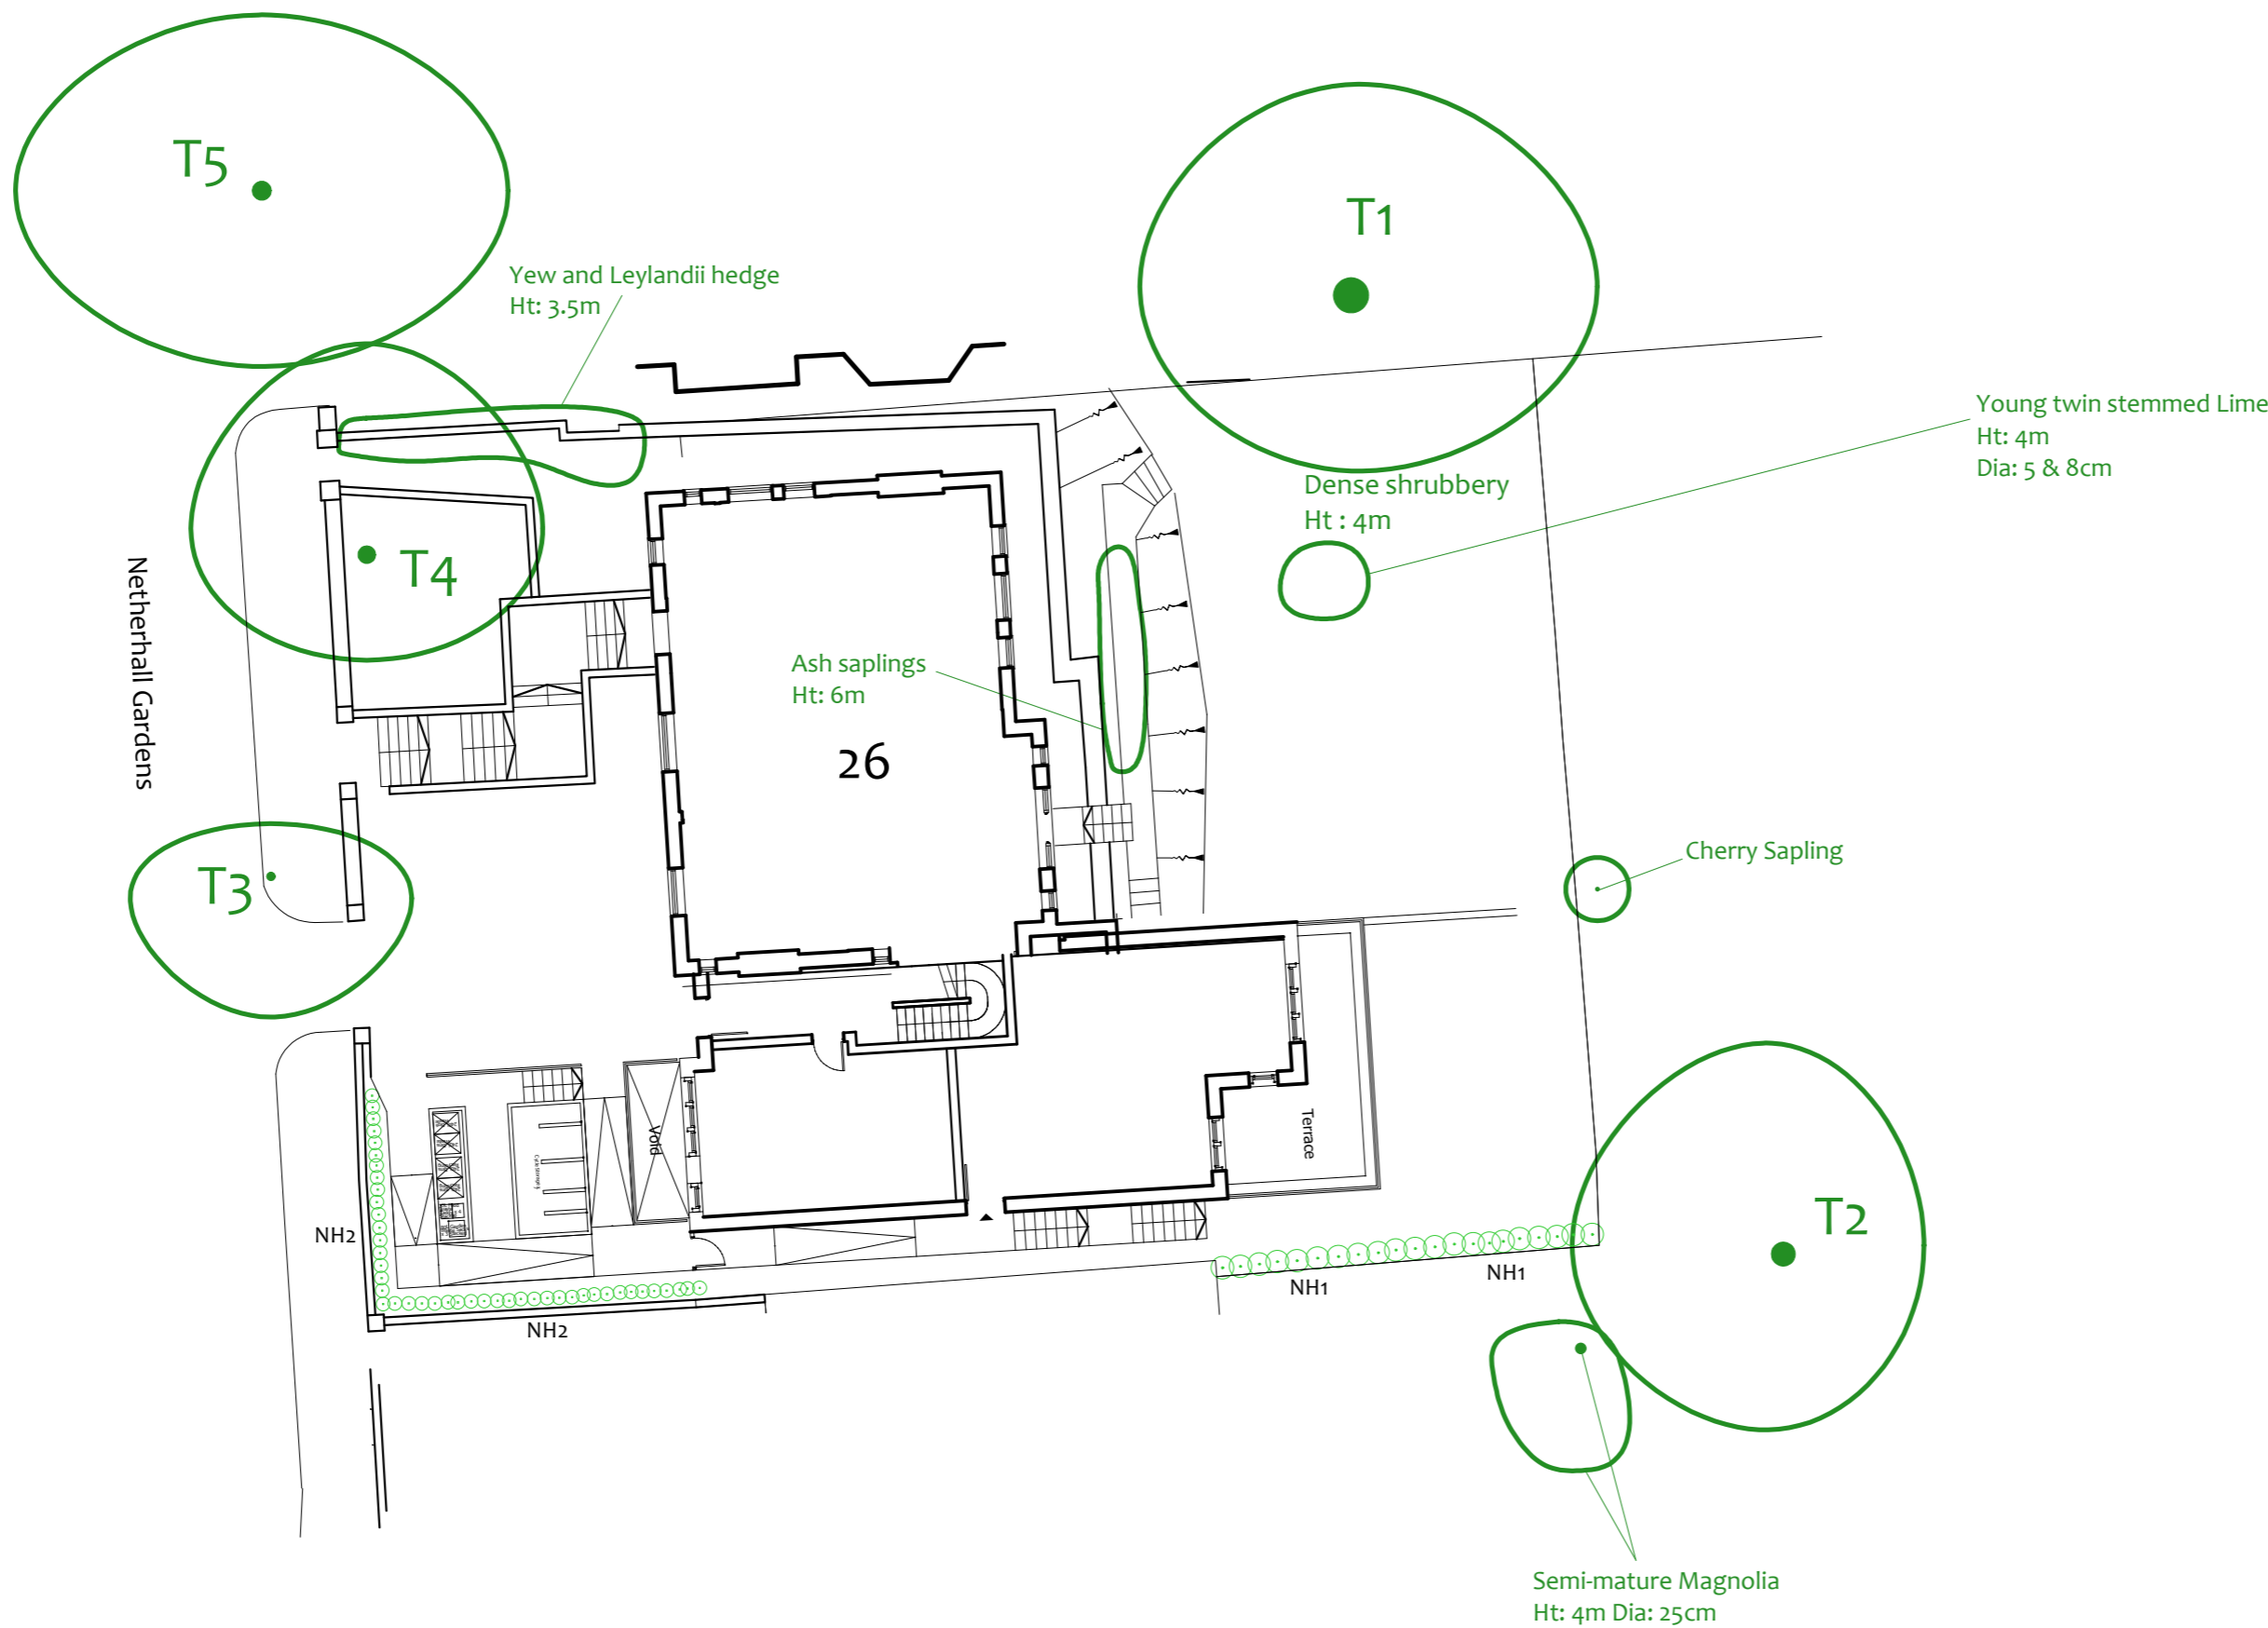 T5
T1
Yew and Leylandii hedge
Ht: 3.5m
Young twin stemmed Lime
Ht: 4m
Dia: 5 & 8cm
Dense shrubbery
Ht : 4m
T4
Netherhall Gardens
Ash saplings
Ht: 6m
26
Cherry Sapling
T3
Void
Terrace
T2
NH2
NH1
NH1
NH2
Semi-mature Magnolia
Ht: 4m Dia: 25cm